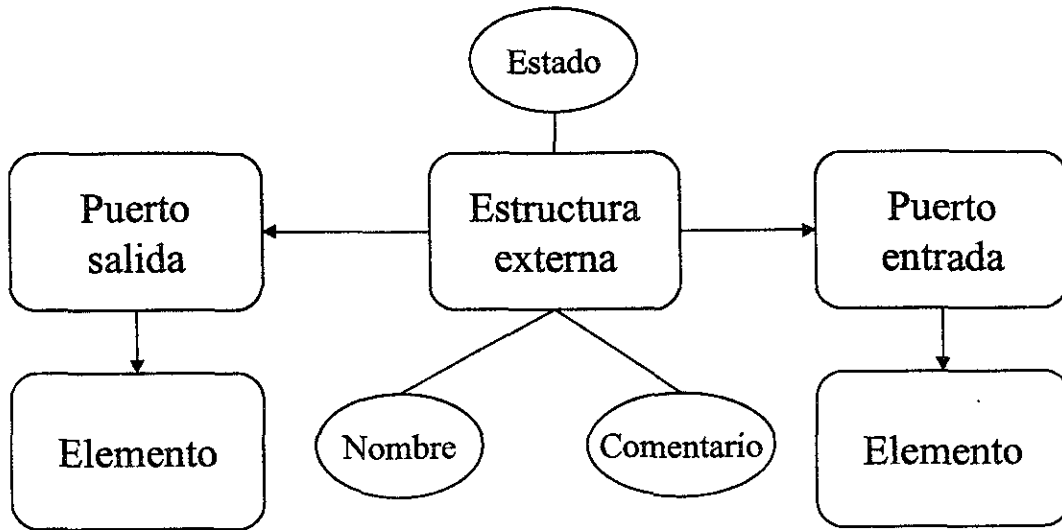 Estado
Puerto
salida
Estructura
externa
Puerto
entrada
Elemento
Nombre
Comentario
Elemento